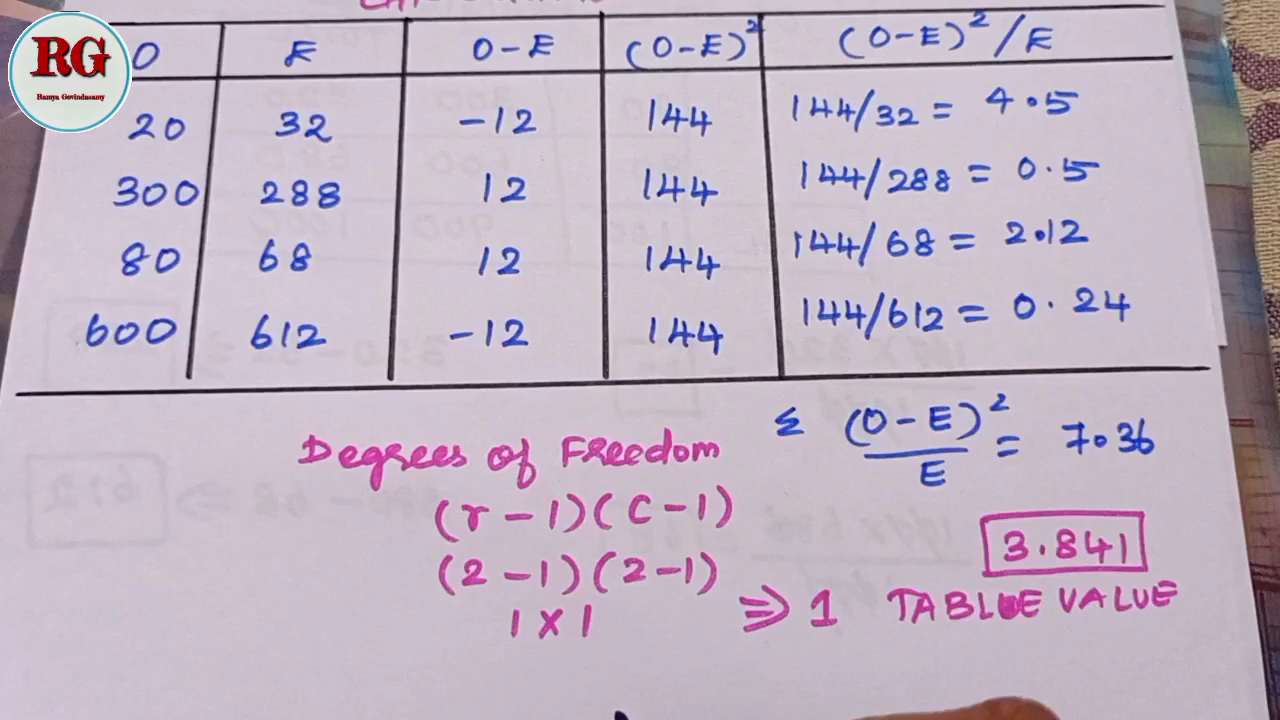 RG
Ramya Govindasamy
O E O-E (O-E)² (O-E)²/E
20 32 -12 144 144/32 = 4.5
300 288 12 144 144/288 = 0.5
80 68 12 144 144/68 = 2.12
600 612 -12 144 144/612 = 0.24
Σ (O-E)²/E = 7.36
Degrees of Freedom
(r-1)(c-1)
(2-1)(2-1)
1 X 1 ⇒ 1
3.841
TABLE VALUE